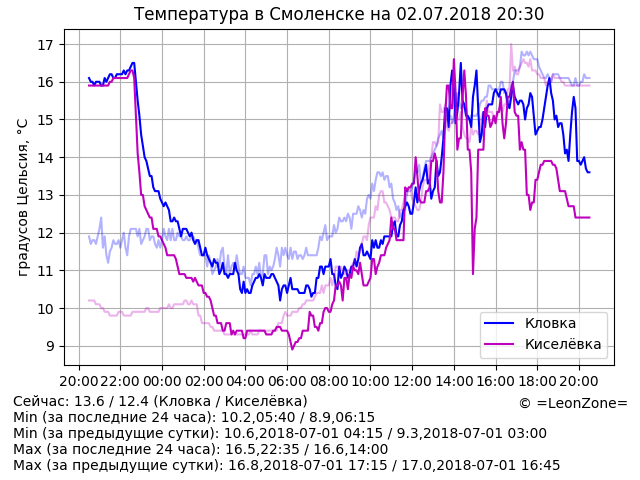 Температура в Смоленске на 02.07.2018 20:30
17
16
15
14
13
12
11
10
9
градусов Цельсия, °C
Кловка
Киселёвка
20:00 22:00 00:00 02:00 04:00 06:00 08:00 10:00 12:00 14:00 16:00 18:00 20:00
Сейчас: 13.6 / 12.4 (Кловка / Киселёвка)
© =LeonZone=
Min (за последние 24 часа): 10.2,05:40 / 8.9,06:15
Min (за предыдущие сутки): 10.6,2018-07-01 04:15 / 9.3,2018-07-01 03:00
Max (за последние 24 часа): 16.5,22:35 / 16.6,14:00
Max (за предыдущие сутки): 16.8,2018-07-01 17:15 / 17.0,2018-07-01 16:45